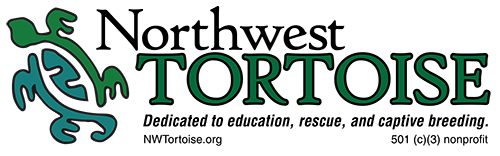 Northwest
TORTOISE
Dedicated to education, rescue, and captive breeding.
NWTortoise.org 501 (c)(3) nonprofit